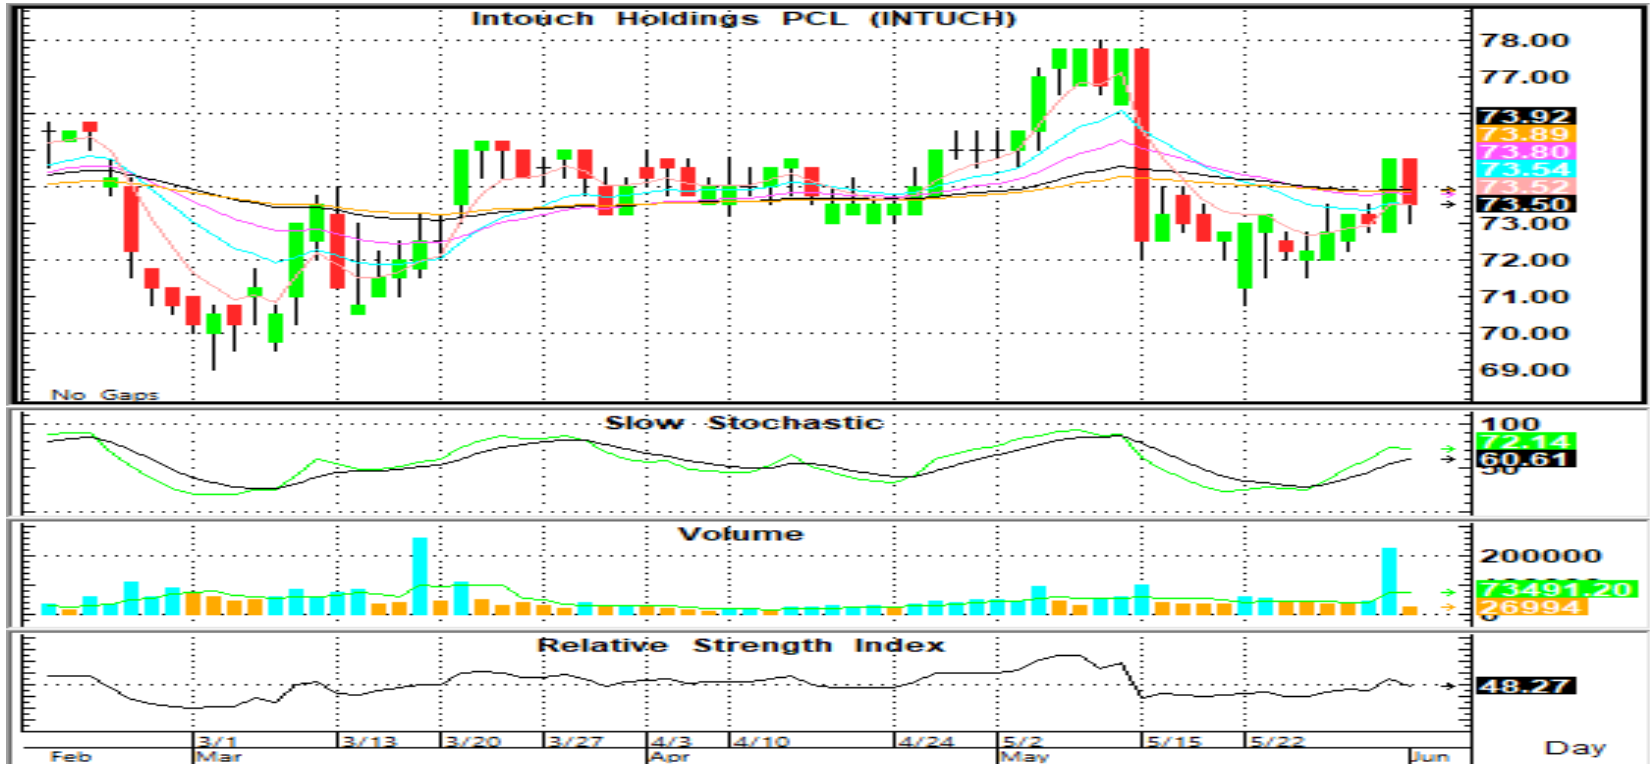 Intouch Holdings PCL (INTUCH)
78.00
77.00
73.92
73.89
73.80
73.54
73.52
73.50
73.00
72.00
71.00
70.00
69.00
No Gaps
Slow Stochastic
100
72.14
60.61
Volume
200000
73491.20
26994
0
Relative Strength Index
48.27
3/1 3/13 3/20 3/27 4/3 4/10 4/24 5/2 5/15 5/22
Feb Mar Apr May Jun
Day